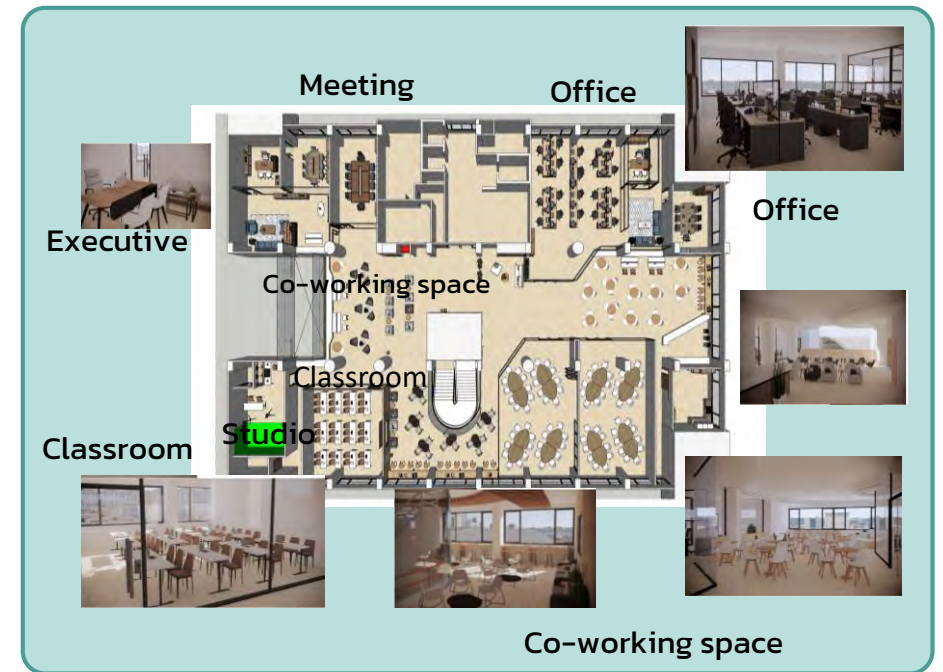 Meeting
Office
Office
Executive
Co-working space
Classroom
Studio
Classroom
Co-working space